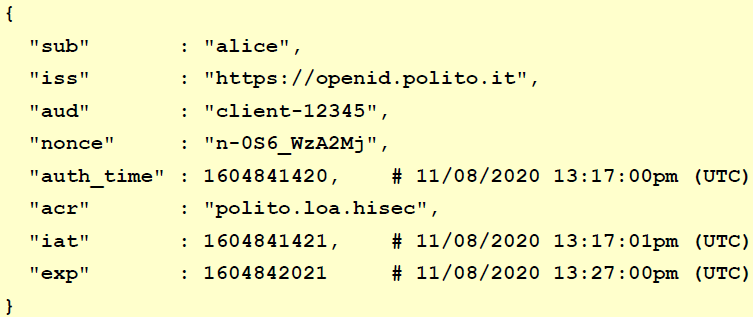 {
"sub" : "alice",
"iss" : "https://openid.polito.it",
"aud" : "client-12345",
"nonce" : "n-0S6_WzA2Mj",
"auth_time" : 1604841420, # 11/08/2020 13:17:00pm (UTC)
"acr" : "polito.loa.hisec",
"iat" : 1604841421, # 11/08/2020 13:17:01pm (UTC)
"exp" : 1604842021 # 11/08/2020 13:27:00pm (UTC)
}